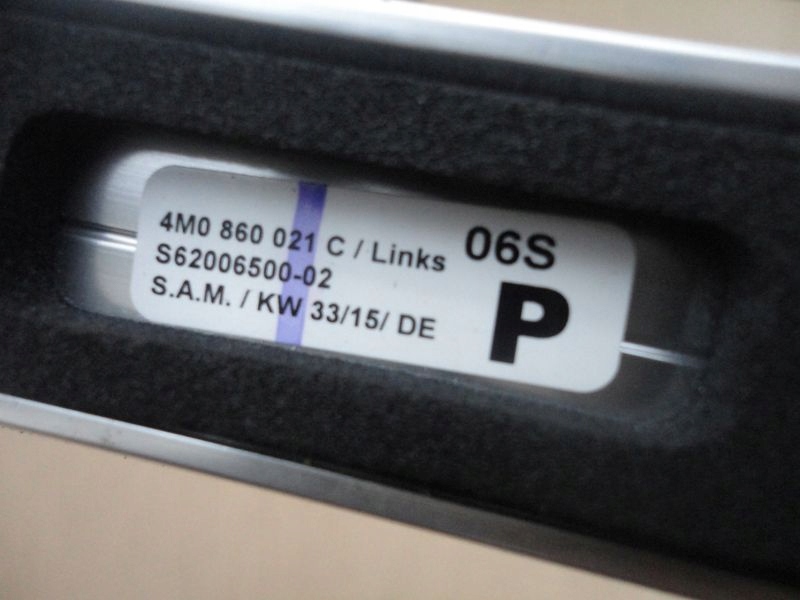 4M0 860 021 C / Links
S62006500-02
S.A.M. / KW 33/15/ DE
06S
P